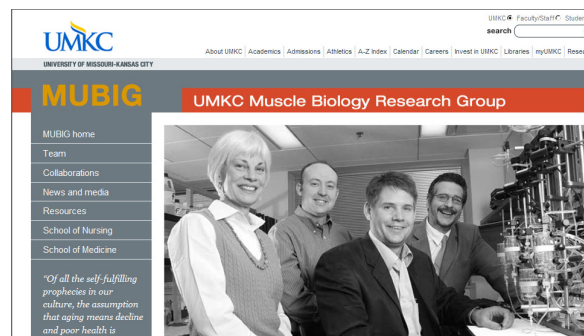 UMKC Faculty/Staff Studen
search
UMKC
About UMKC Academics Admissions Athletics A-Z Index Calendar Careers Invest in UMKC Libraries myUMKC Resea
UNIVERSITY OF MISSOURI-KANSAS CITY
MUBIG
UMKC Muscle Biology Research Group
MUBIG home
Team
Collaborations
News and media
Resources
School of Nursing
School of Medicine
"Of all the self-fulfilling
prophecies in our
culture, the assumption
that aging means decline
and poor health is